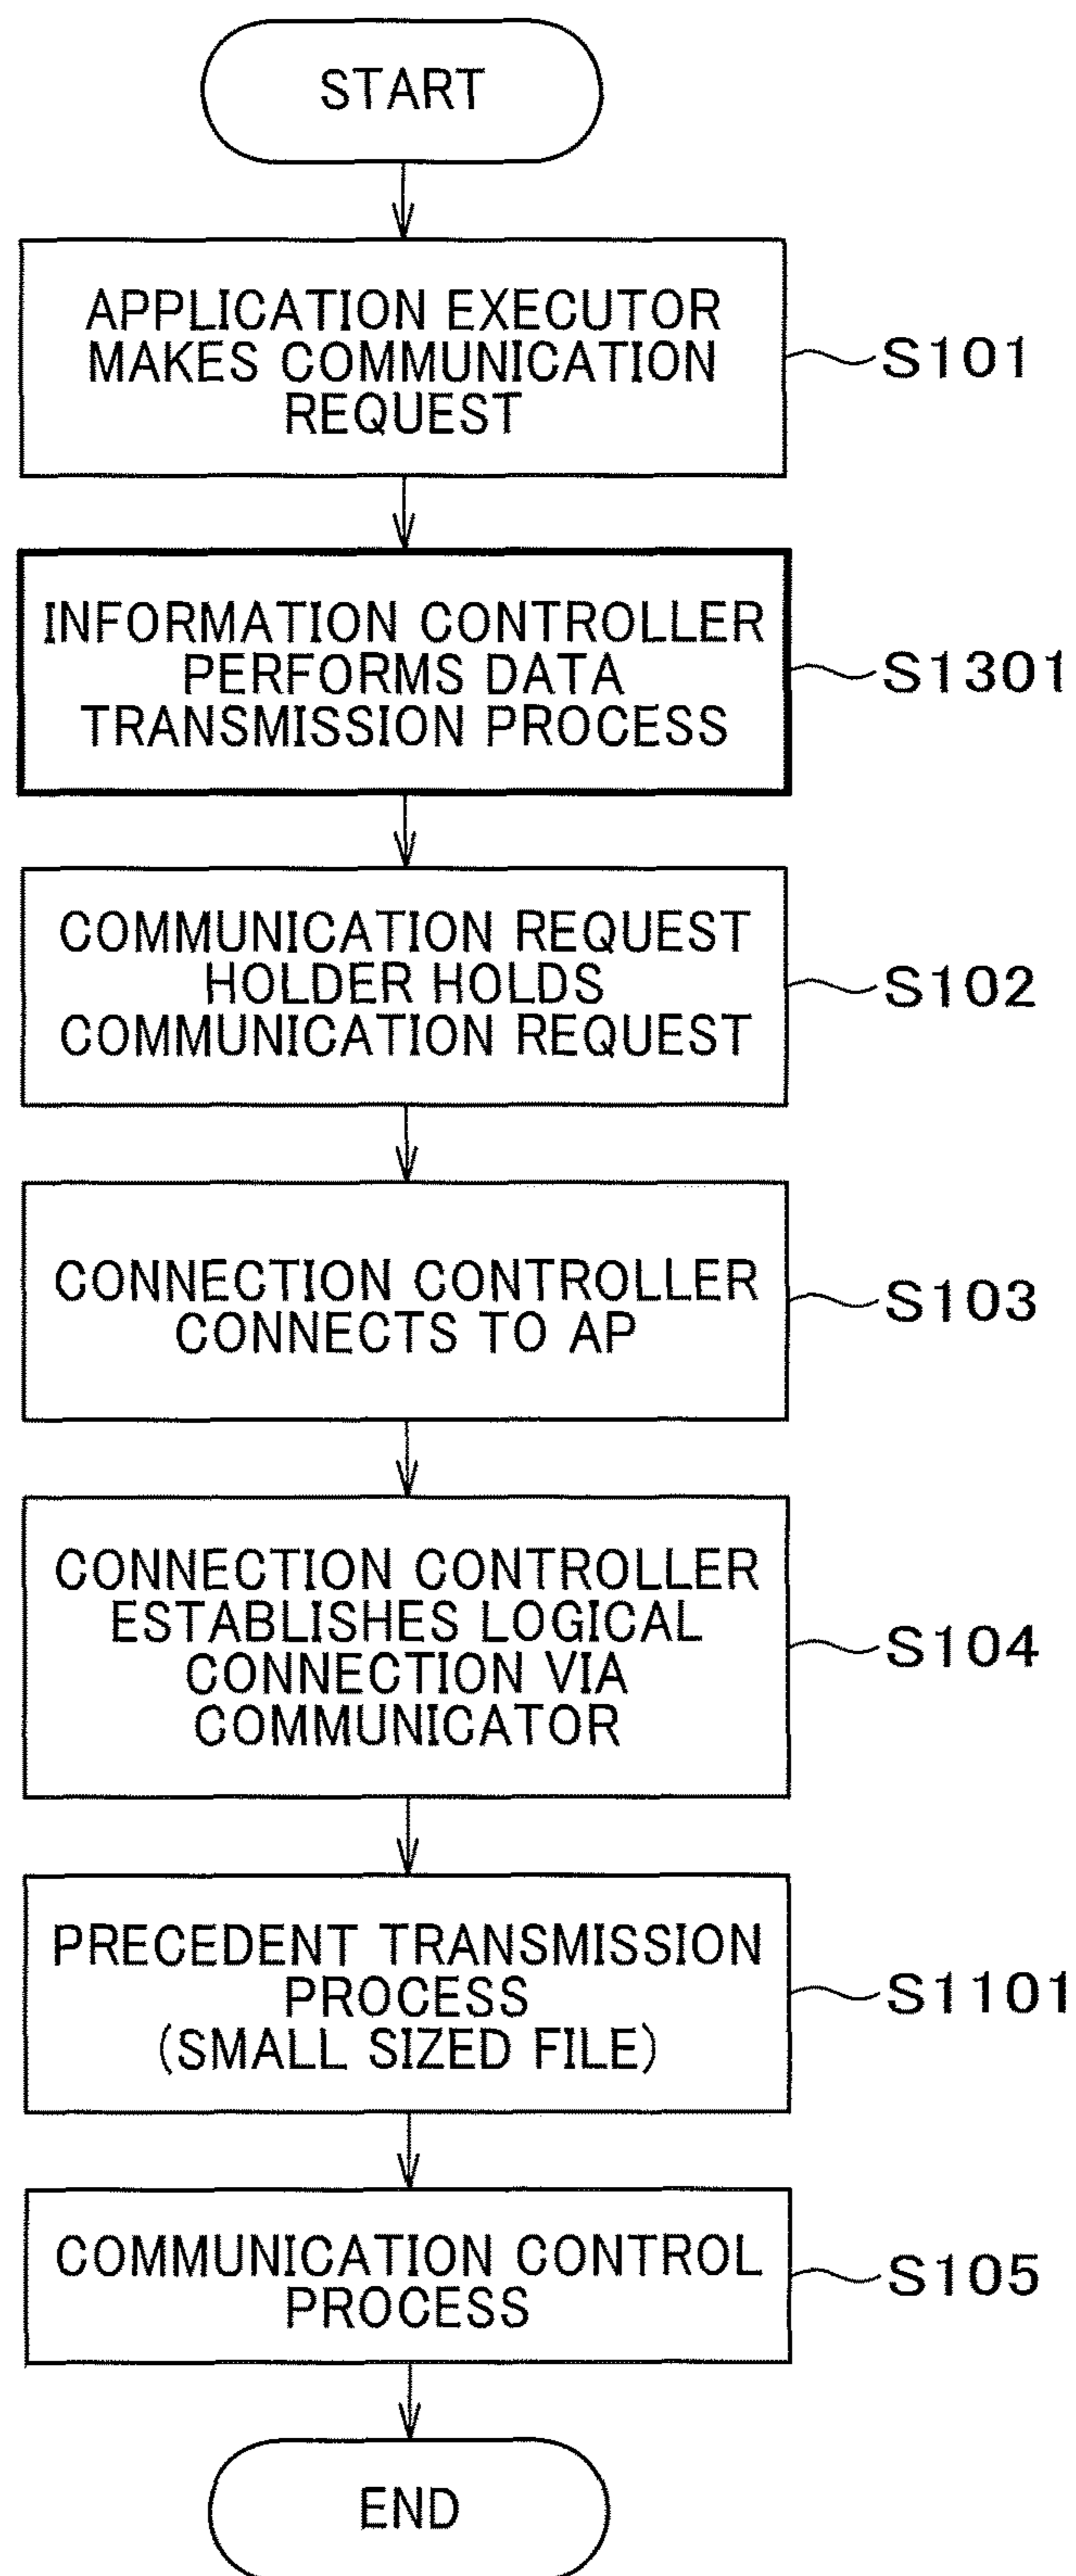 START
APPLICATION EXECUTOR
MAKES COMMUNICATION
REQUEST
S101
INFORMATION CONTROLLER
PERFORMS DATA
TRANSMISSION PROCESS
S1301
COMMUNICATION REQUEST
HOLDER HOLDS
COMMUNICATION REQUEST
S102
CONNECTION CONTROLLER
CONNECTS TO AP
S103
CONNECTION CONTROLLER
ESTABLISHES LOGICAL
CONNECTION VIA
COMMUNICATOR
S104
PRECEDENT TRANSMISSION
PROCESS
(SMALL SIZED FILE)
S1101
COMMUNICATION CONTROL
PROCESS
S105
END